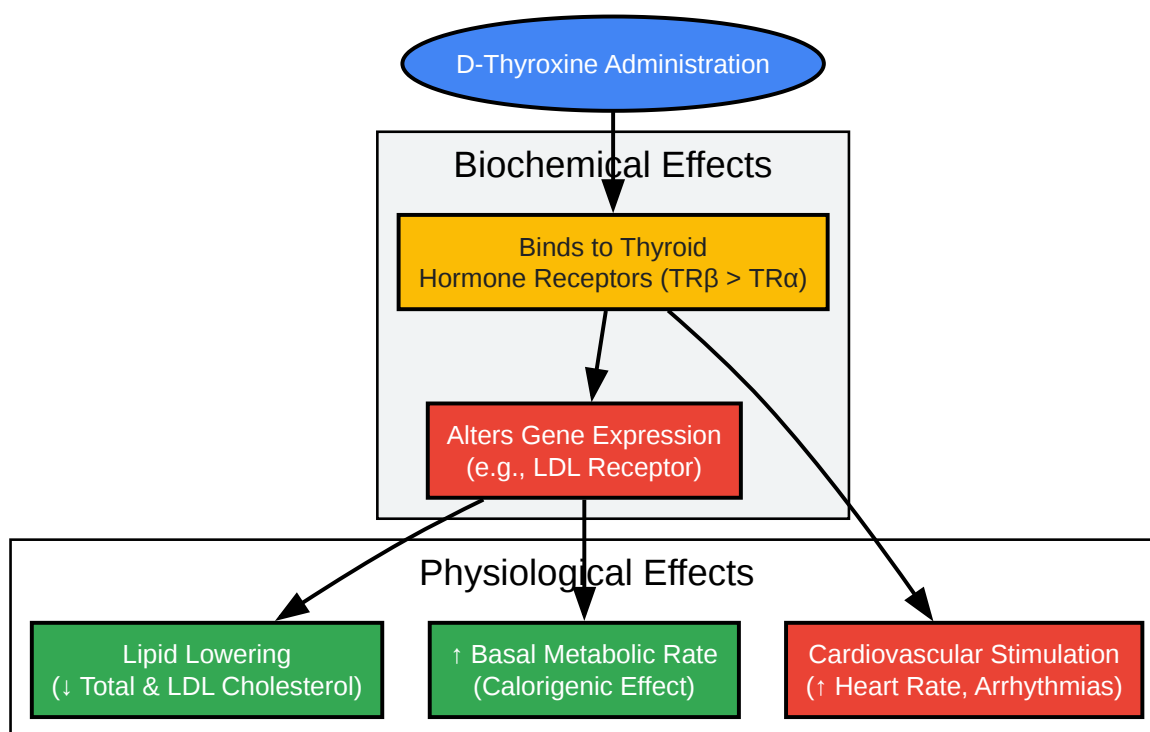 D-Thyroxine Administration
Biochemical Effects
Binds to Thyroid
Hormone Receptors (TRβ > TRα)
Alters Gene Expression
(e.g., LDL Receptor)
Physiological Effects
Lipid Lowering
(↓ Total & LDL Cholesterol)
↑ Basal Metabolic Rate
(Calorigenic Effect)
Cardiovascular Stimulation
(↑ Heart Rate, Arrhythmias)